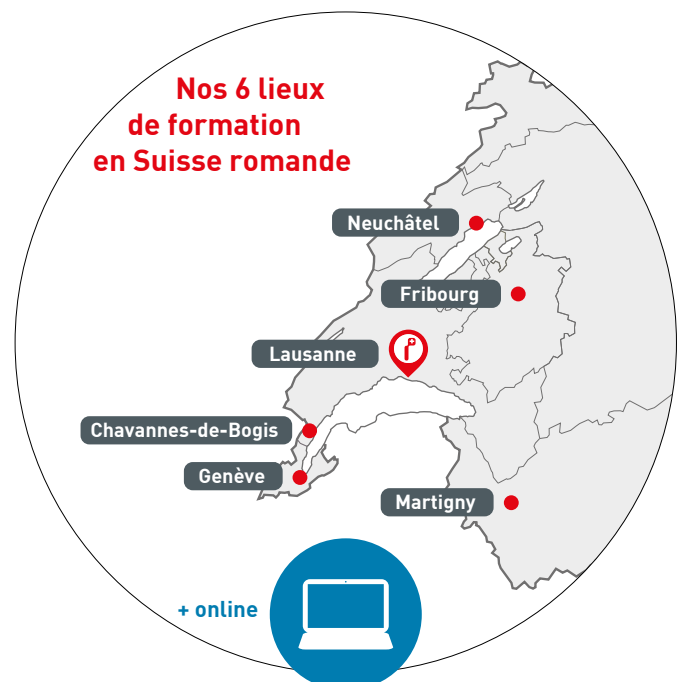 Nos 6 lieux
de formation
en Suisse romande
Neuchâtel
Fribourg
Lausanne
Chavannes-de-Bogis
Genève
Martigny
+ online